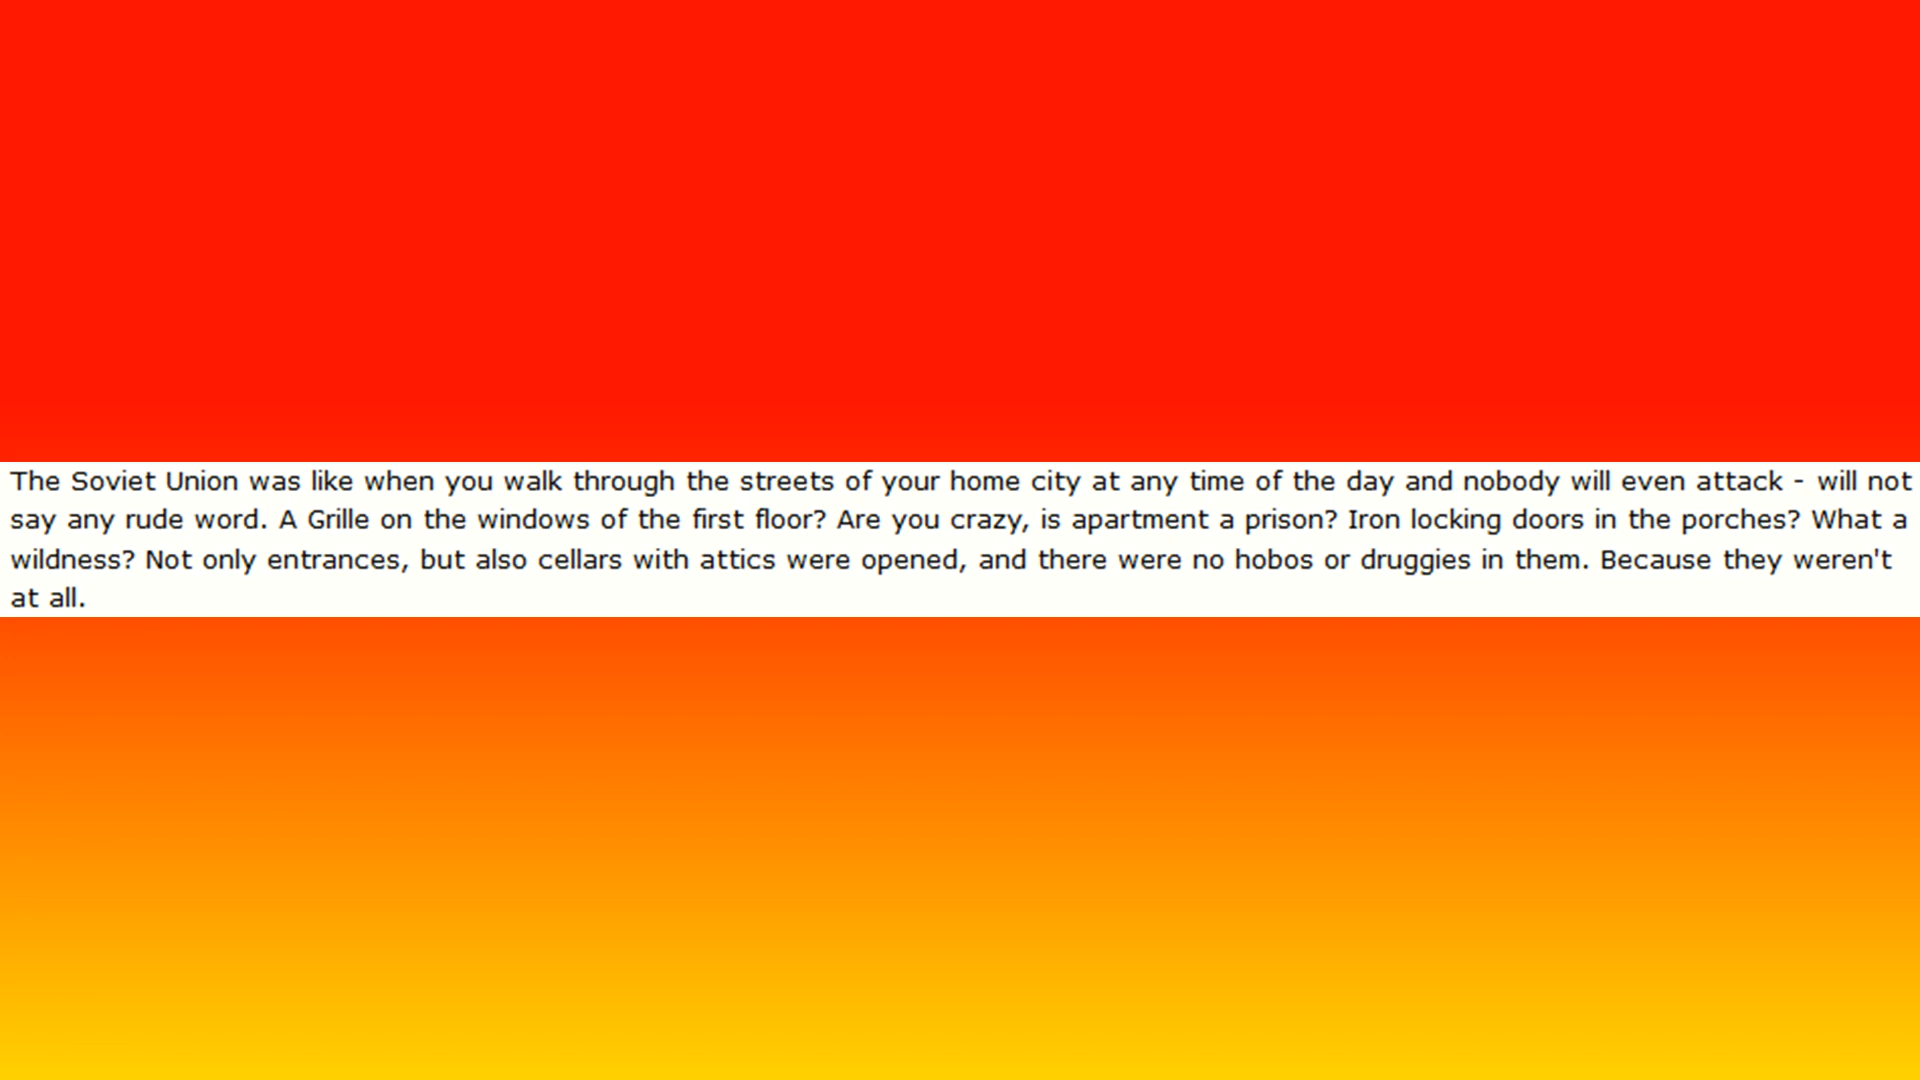 The Soviet Union was like when you walk through the streets of your home city at any time of the day and nobody will even attack - will not
say any rude word. A Grille on the windows of the first floor? Are you crazy, is apartment a prison? Iron locking doors in the porches? What a
wildness? Not only entrances, but also cellars with attics were opened, and there were no hobos or druggies in them. Because they weren't
at all.